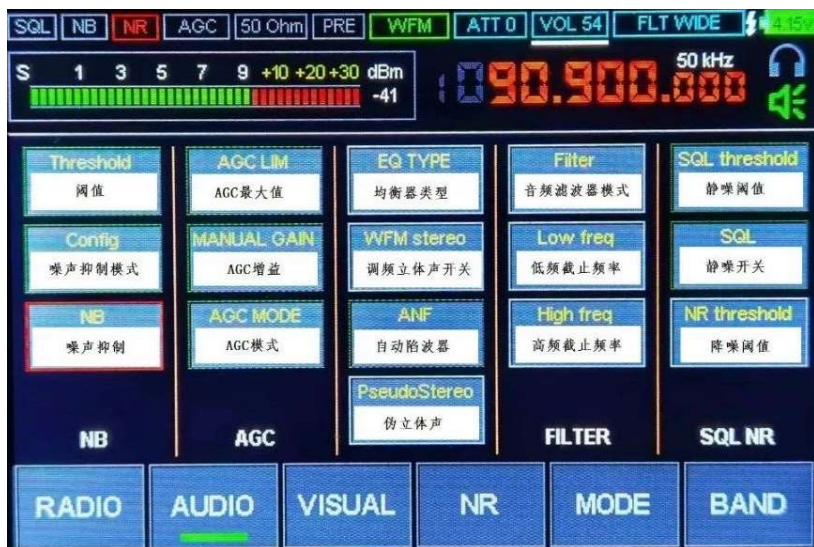 SQL NB NR AGC 50 Ohm PRE WFM ATT 0 VOL 54 FLT WIDE 4.15v
S 1 3 5 7 9 +10 +20 +30 dBm
-41
50 kHz
90.900.000
Threshold
阈值
AGC LIM
AGC最大值
EQ TYPE
均衡器类型
Filter
音频滤波器模式
SQL threshold
静噪阈值
Config
噪声抑制模式
MANUAL GAIN
AGC增益
WFM stereo
调频立体声开关
Low freq
低频截止频率
SQL
静噪开关
NB
噪声抑制
AGC MODE
AGC模式
ANF
自动陷波器
High freq
高频截止频率
NR threshold
降噪阈值
PseudoStereo
伪立体声
NB
AGC
FILTER
SQL NR
RADIO AUDIO VISUAL NR MODE BAND